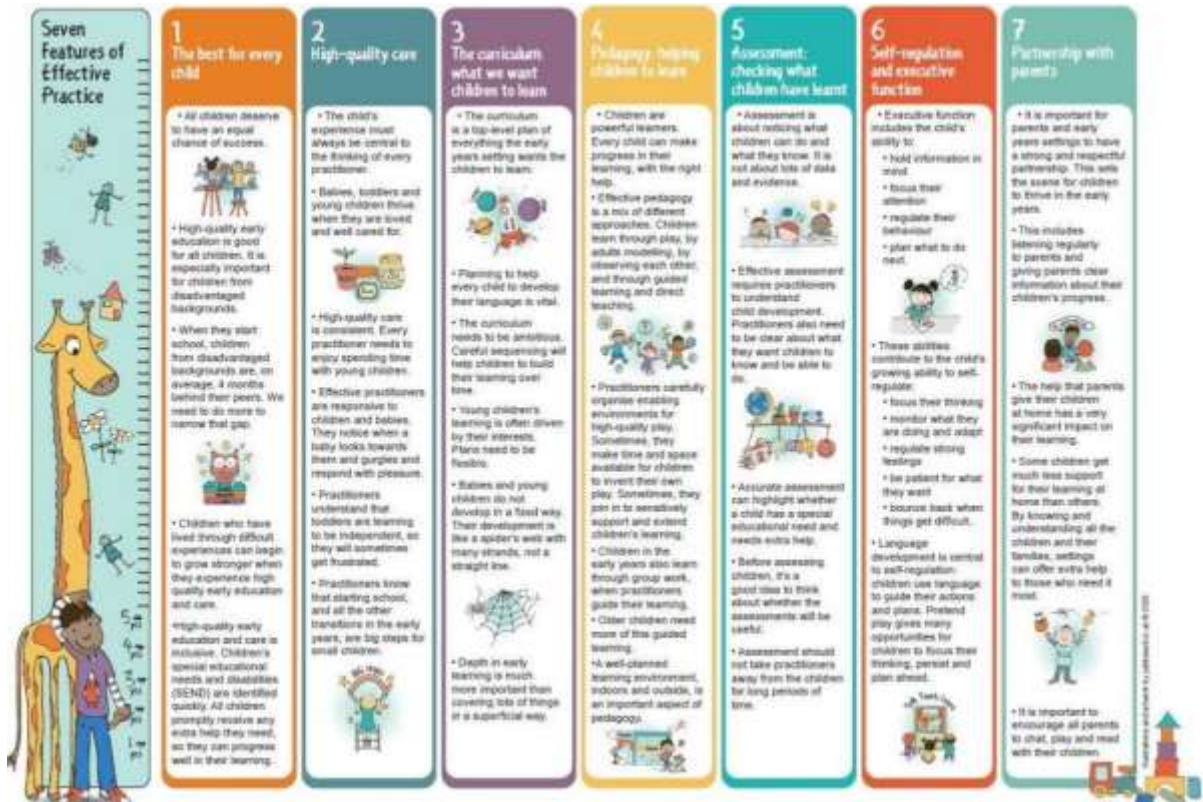 Seven
Features of
Effective
Practice
1
The best for every
child
• All children deserve
to have an equal
chance of success.
• High-quality early
education is good
for all children. It is
especially important
for children from
disadvantaged
backgrounds.
• When they start
school, children
from disadvantaged
backgrounds are, on
average, 4 months
behind their peers. We
need to do more to
narrow that gap.
• Children who have
lived through difficult
experiences can begin
to grow stronger when
they experience high
quality early education
and care.
•High-quality early
education and care is
inclusive. Children's
special educational
needs and disabilities
(SEND) are identified
quickly. All children
promptly receive any
extra help they need,
so they can progress
well in their learning.
2
High-quality care
• The child's
experience must
always be central to
the thinking of every
practitioner.
• Babies, toddlers and
young children thrive
when they are loved
and well cared for.
• High-quality care
is consistent. Every
practitioner needs to
enjoy spending time
with young children.
• Effective practitioners
are responsive to
children and babies.
They notice when a
baby looks towards
them and gurgles and
respond with pleasure.
• Practitioners
understand that
toddlers are learning
to be independent, so
they will sometimes
get frustrated.
• Practitioners know
that starting school,
and all the other
transitions in the early
years, are big steps for
small children.
3
The curriculum
what we want
children to learn
• The curriculum
is a top-level plan of
everything the early
years setting wants the
children to learn.
• Planning to help
every child to develop
their language is vital.
• The curriculum
needs to be ambitious.
Careful sequencing will
help children to build
their learning over
time.
• Young children's
learning is often driven
by their interests.
Plans need to be
flexible.
• Babies and young
children do not
develop in a fixed way.
Their development is
like a spider's web with
many strands, not a
straight line.
• Depth in early
learning is much
more important than
covering lots of things
in a superficial way.
4
Pedagogy: helping
children to learn
• Children are
powerful learners.
Every child can make
progress in their
learning, with the right
help.
• Effective pedagogy
is a mix of different
approaches. Children
learn through play, by
adults modelling, by
observing each other,
and through guided
learning and direct
teaching.
• Practitioners carefully
organise enabling
environments for
high-quality play.
Sometimes, they
make time and space
available for children
to invent their own
play. Sometimes, they
join in to sensitively
support and extend
children's learning.
• Children in the
early years also learn
through group work,
when practitioners
guide their learning.
• Older children need
more of this guided
learning.
•A well-planned
learning environment,
indoors and outside, is
an important aspect of
pedagogy.
5
Assessment:
checking what
children have learnt
• Assessment is
about noticing what
children can do and
what they know. It is
not about lots of data
and evidence.
• Effective assessment
requires practitioners
to understand
child development.
Practitioners also need
to be clear about what
they want children to
know and be able to
do.
• Accurate assessment
can highlight whether
a child has a special
educational need and
needs extra help.
• Before assessing
children, it's a
good idea to think
about whether the
assessments will be
useful.
• Assessment should
not take practitioners
away from the children
for long periods of
time.
6
Self-regulation
and executive
function
• Executive function
includes the child's
ability to:
• hold information in
mind
• focus their
attention
• regulate their
behaviour
• plan what to do
next.
• These abilities
contribute to the child's
growing ability to self-
regulate:
• focus their thinking
• monitor what they
are doing and adapt
• regulate strong
feelings
• be patient for what
they want
• bounce back when
things get difficult.
• Language
development is central
to self-regulation:
children use language
to guide their actions
and plans. Pretend
play gives many
opportunities for
children to focus their
thinking, persist and
plan ahead.
7
Partnership with
parents
• It is important for
parents and early
years settings to have
a strong and respectful
partnership. This sets
the scene for children
to thrive in the early
years.
• This includes
listening regularly
to parents and
giving parents clear
information about their
children's progress.
• The help that parents
give their children
at home has a very
significant impact on
their learning.
• Some children get
much less support
for their learning at
home than others.
By knowing and
understanding all the
children and their
families, settings
can offer extra help
to those who need it
most.
• It is important to
encourage all parents
to chat, play and read
with their children.